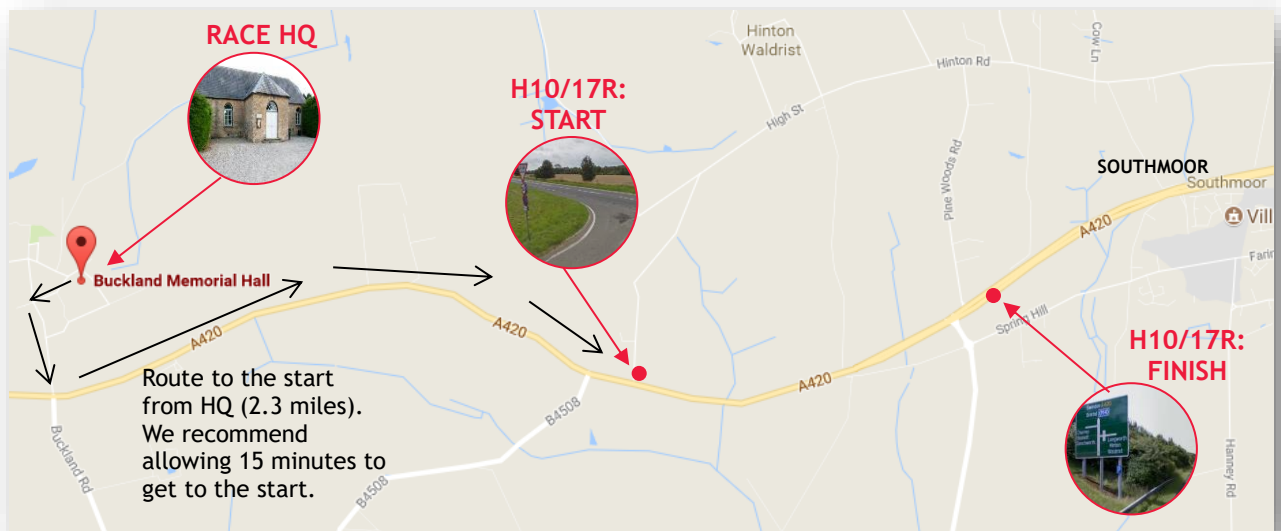 RACE HQ
Hinton
Waldrist
Cow Ln
Hinton Rd
H10/17R:
START
High St
Pine Woods Rd
SOUTHMOOR
Southmoor
A420
Vill
Buckland Memorial Hall
Farin
A420
A420
Spring Hill
H10/17R:
FINISH
A420
Route to the start
from HQ (2.3 miles).
We recommend
allowing 15 minutes to
get to the start.
B4508
Buckland Rd
B4508
Hanney Rd